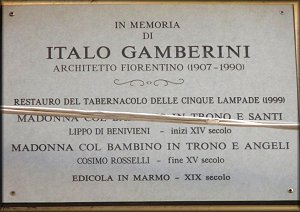 IN MEMORIA
DI
ITALO GAMBERINI
ARCHITETTO FIORENTINO (1907-1990)
RESTAURO DEL TABERNACOLO DELLE CINQUE LAMPADE (1999)
MADONNA COL BAMBINO IN TRONO E SANTI
LIPPO DI BENIVIENI - inizi XIV secolo
MADONNA COL BAMBINO IN TRONO E ANGELI
COSIMO ROSSELLI - fine XV secolo
EDICOLA IN MARMO - XIX secolo